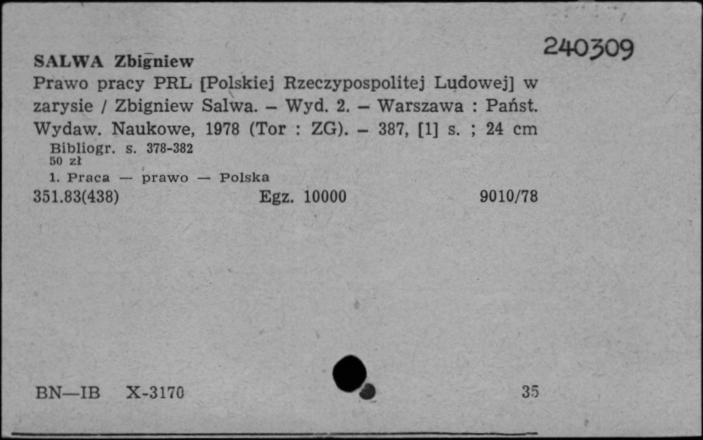 240309
SALWA Zbigniew
Prawo pracy PRL [Polskiej Rzeczypospolitej Ludowej] w
zarysie / Zbigniew Salwa. — Wyd. 2. — Warszawa : Państ.
Wydaw. Naukowe, 1978 (Tor : ZG). — 387, [1] s. ; 24 cm
Bibliogr. s. 378-382
50 zł
1. Praca — prawo — Polska
351.83(438) Egz. 10000 9010/78
BN—IB X-3170 35